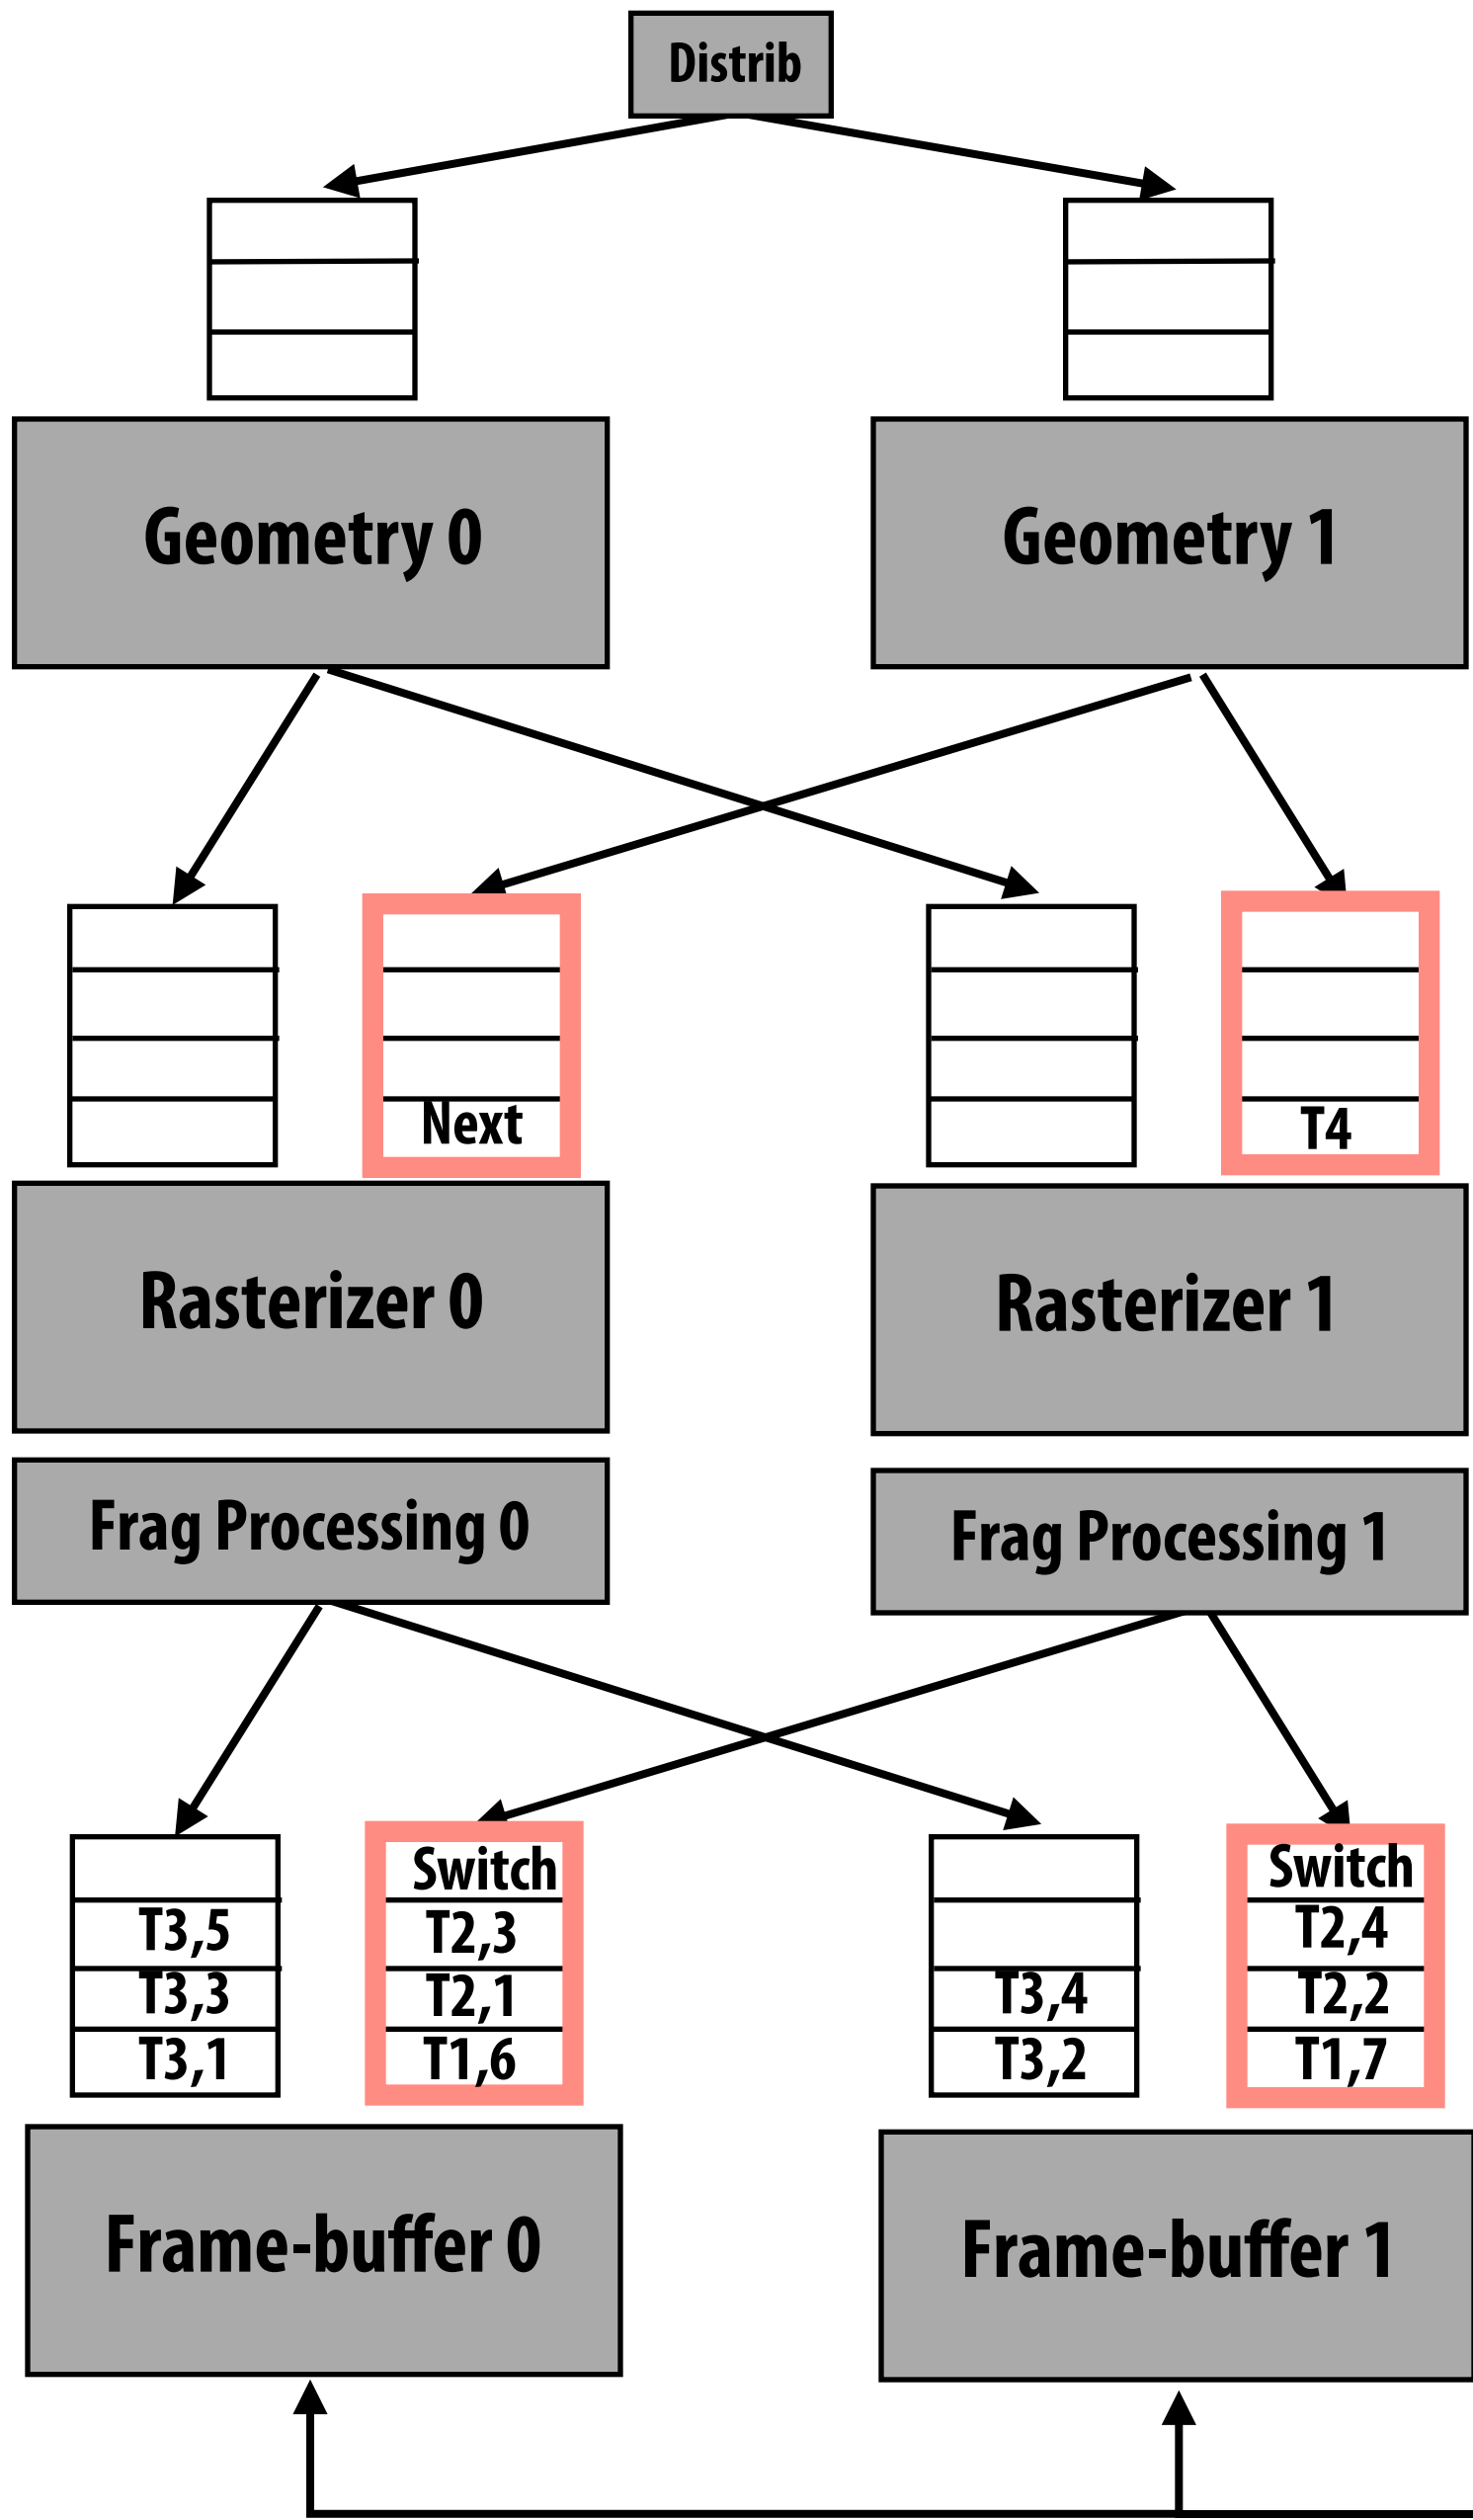 Distrib
Geometry 0
Geometry 1
Next
T4
Rasterizer 0
Rasterizer 1
Frag Processing 0
Frag Processing 1
T3,5
T3,3
T3,1
Switch
T2,3
T2,1
T1,6
T3,4
T3,2
Switch
T2,4
T2,2
T1,7
Frame-buffer 0
Frame-buffer 1